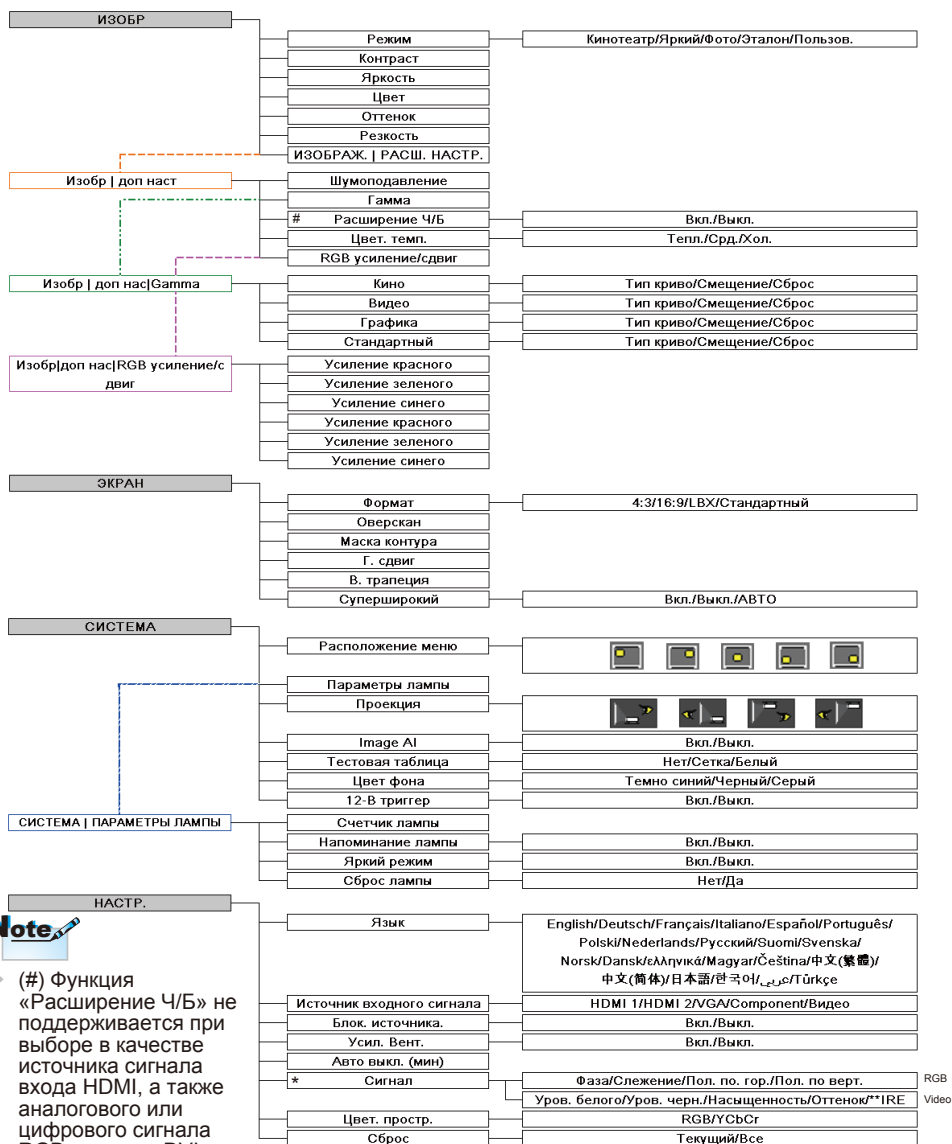 ИЗОБР
Режим
Кинотеатр/Яркий/Фото/Эталон/Пользов.
Контраст
Яркость
Цвет
Оттенок
Резкость
ИЗОБРАЖ. | РАСШ. НАСТР.
Изобр | доп наст
Шумоподавление
Гамма
# Расширение Ч/Б
Вкл./Выкл.
Цвет. темп.
Тепл./Срд./Хол.
RGB усиление/сдвиг
Изобр | доп нас|Gamma
Кино
Тип криво/Смещение/Сброс
Видео
Тип криво/Смещение/Сброс
Графика
Тип криво/Смещение/Сброс
Стандартный
Тип криво/Смещение/Сброс
Изобр|доп нас|RGB усиление/с
двиг
Усиление красного
Усиление зеленого
Усиление синего
Усиление красного
Усиление зеленого
Усиление синего
ЭКРАН
Формат
4:3/16:9/LBX/Стандартный
Оверскан
Маска контура
Г. сдвиг
В. трапеция
Суперширокий
Вкл./Выкл./АВТО
СИСТЕМА
Расположение меню
Параметры лампы
Проекция
Image AI
Вкл./Выкл.
Тестовая таблица
Нет/Сетка/Белый
Цвет фона
Темно синий/Черный/Серый
12-В триггер
Вкл./Выкл.
СИСТЕМА | ПАРАМЕТРЫ ЛАМПЫ
Счетчик лампы
Напоминание лампы
Вкл./Выкл.
Яркий режим
Вкл./Выкл.
Сброс лампы
Нет/Да
НАСТР.
Язык
English/Deutsch/Français/Italiano/Español/Português/
Polski/Nederlands/Русский/Suomi/Svenska/
Norsk/Dansk/ελληνικά/Magyar/Čeština/中文(繁體)/
中文(简体)/日本語/한국어/عربي/Türkçe
Источник входного сигнала
HDMI 1/HDMI 2/VGA/Component/Видео
Блок. источника.
Вкл./Выкл.
Усил. Вент.
Вкл./Выкл.
Авто выкл. (мин)
* Сигнал
Фаза/Слежение/Пол. по. гор./Пол. по верт.
RGB
Уров. белого/Уров. черн./Насыщенность/Оттенок/**IRE
Video
Цвет. простр.
RGB/YCbCr
Сброс
Текущий/Все
Note
(#) Функция
«Расширение Ч/Б» не
поддерживается при
выборе в качестве
источника сигнала
входа HDMI, а также
аналогового или
цифрового сигнала